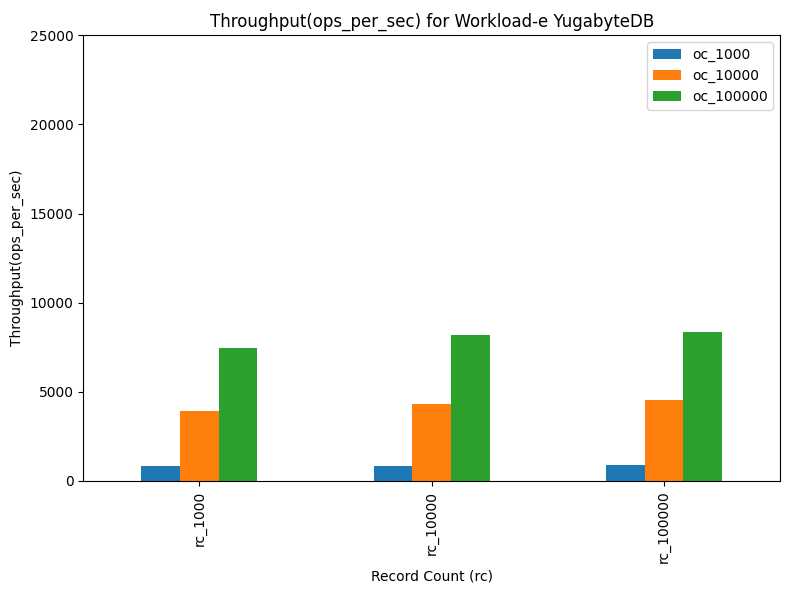 Throughput(ops_per_sec) for Workload-e YugabyteDB
25000
20000
15000
10000
5000
0
Throughput(ops_per_sec)
oc_1000
oc_10000
oc_100000
rc_1000
rc_10000
rc_100000
Record Count (rc)